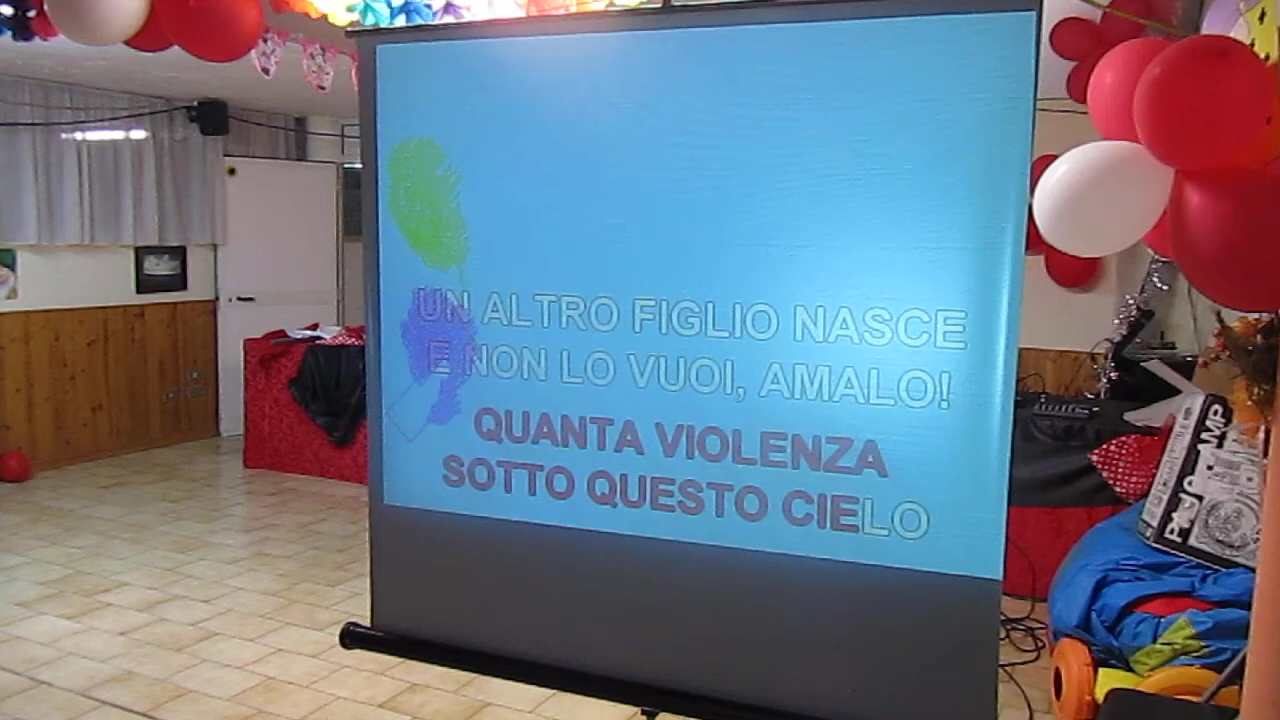 UN ALTRO FIGLIO NASCE
E NON LO VUOI, AMALO!
QUANTA VIOLENZA
SOTTO QUESTO CIELO